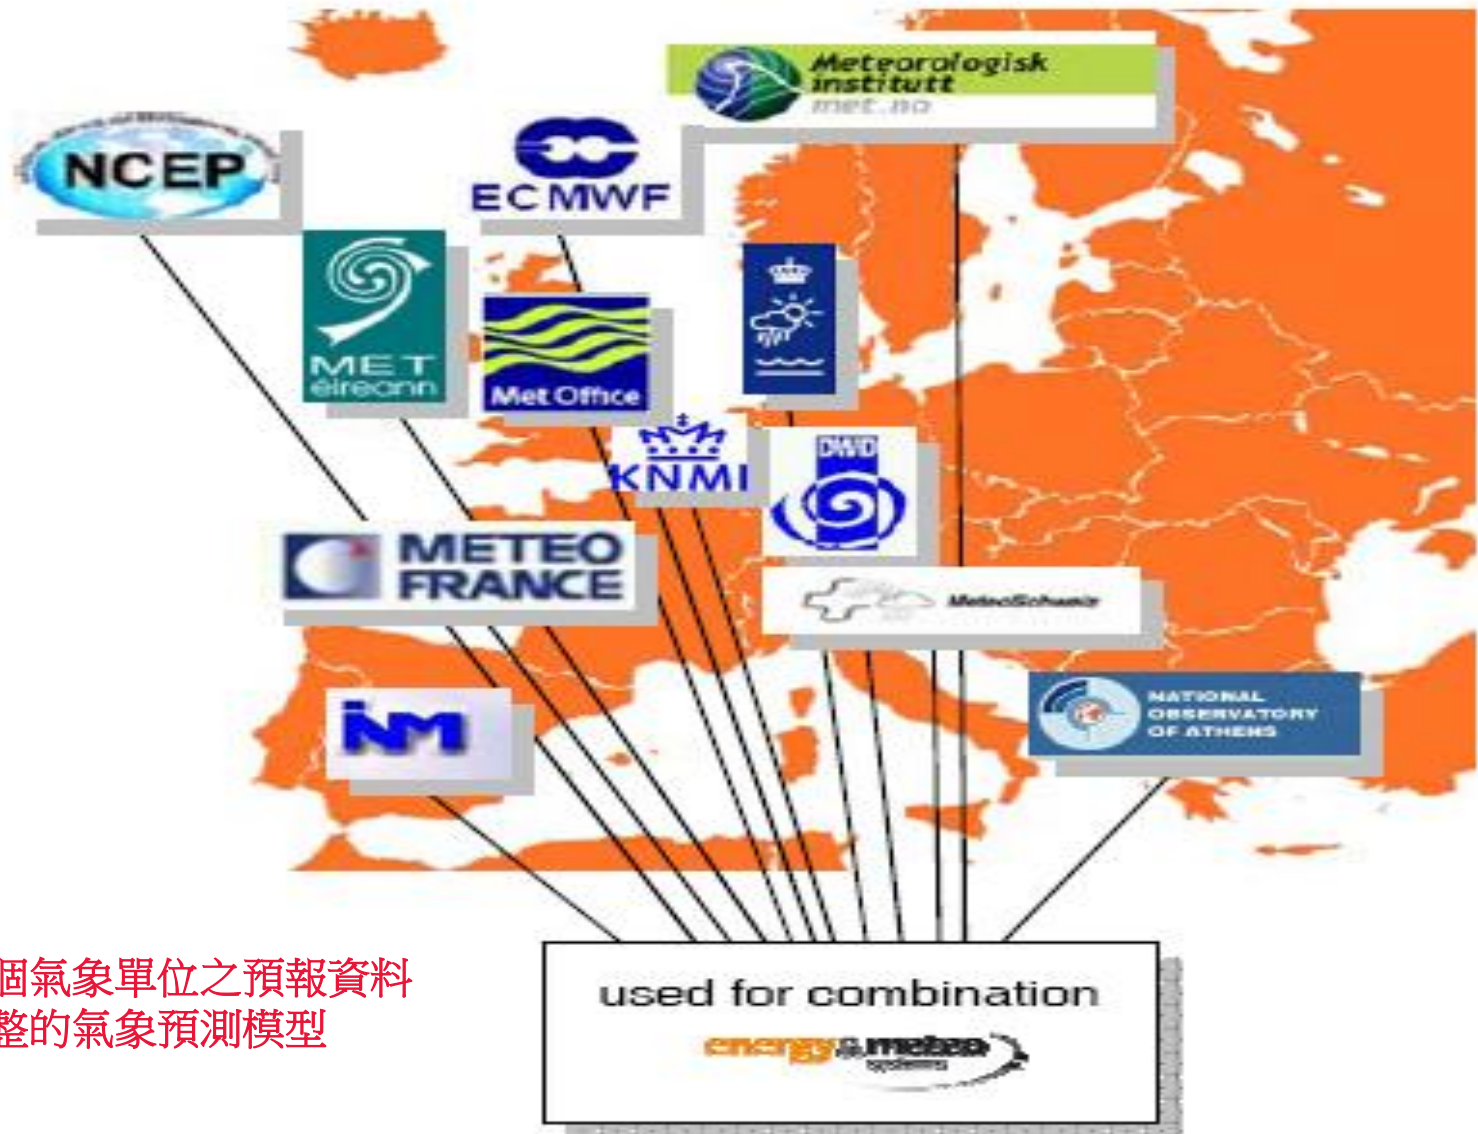 Meteorologisk
institutt
met.no
NCEP
ECMWF
MET
éireann
Met Office
KNMI
DWD
METEO
FRANCE
MeteoSchweiz
iNM
NATIONAL
OBSERVATORY
OF ATHENS
個氣象單位之預報資料
整的氣象預測模型
used for combination
energy & meteo
systems